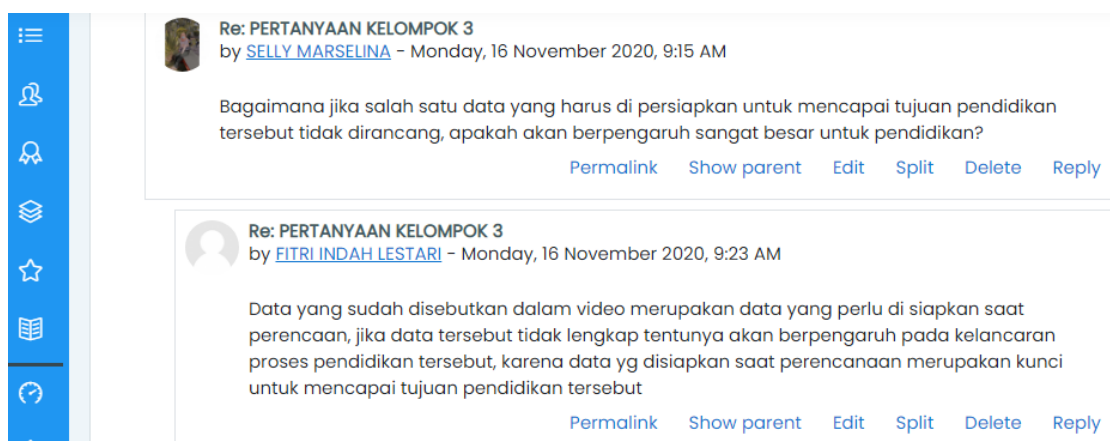 Re: PERTANYAAN KELOMPOK 3
by SELLY MARSELINA - Monday, 16 November 2020, 9:15 AM
Bagaimana jika salah satu data yang harus di persiapkan untuk mencapai tujuan pendidikan
tersebut tidak dirancang, apakah akan berpengaruh sangat besar untuk pendidikan?
Permalink Show parent Edit Split Delete Reply
Re: PERTANYAAN KELOMPOK 3
by FITRI INDAH LESTARI - Monday, 16 November 2020, 9:23 AM
Data yang sudah disebutkan dalam video merupakan data yang perlu di siapkan saat
perencaan, jika data tersebut tidak lengkap tentunya akan berpengaruh pada kelancaran
proses pendidikan tersebut, karena data yg disiapkan saat perencanaan merupakan kunci
untuk mencapai tujuan pendidikan tersebut
Permalink Show parent Edit Split Delete Reply